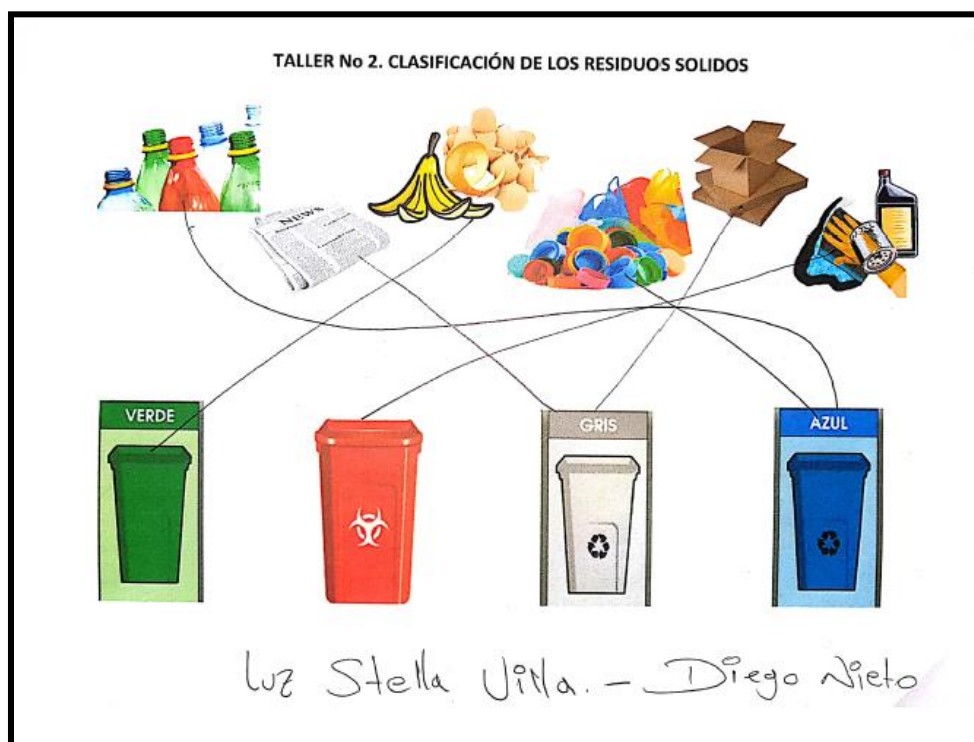 TALLER No 2. CLASIFICACIÓN DE LOS RESIDUOS SOLIDOS
NEWS
VERDE
GRIS
AZUL
Luz Stella Villa. - Diego Nieto